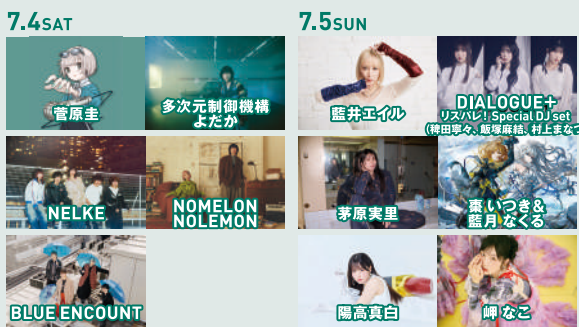 7.4SAT
菅原圭
多次元制御機構
よだか
NELKE
NOMELON
NOLEMON
BLUE ENCOUNT
7.5SUN
藍井エイル
DIALOGUE+
リスパレ! Special DJ set
(稗田寧々、飯塚麻結、村上まなつ
茅原実里
棗 いつき&
藍月 なくる
陽高真白
岬 なこ